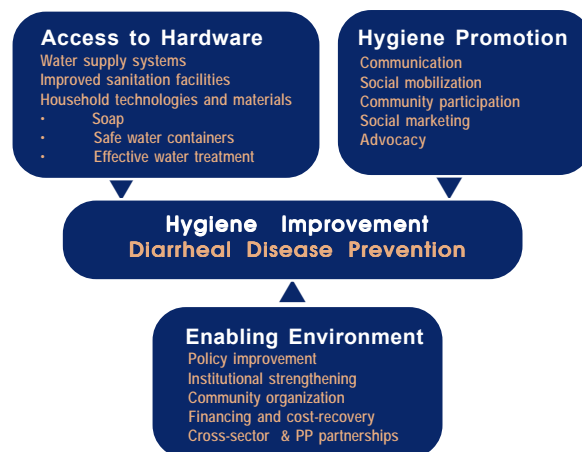 Access to Hardware
Water supply systems
Improved sanitation facilities
Household technologies and materials
• Soap
• Safe water containers
• Effective water treatment
Hygiene Promotion
Communication
Social mobilization
Community participation
Social marketing
Advocacy
Hygiene Improvement
Diarrheal Disease Prevention
Enabling Environment
Policy improvement
Institutional strengthening
Community organization
Financing and cost-recovery
Cross-sector & PP partnerships